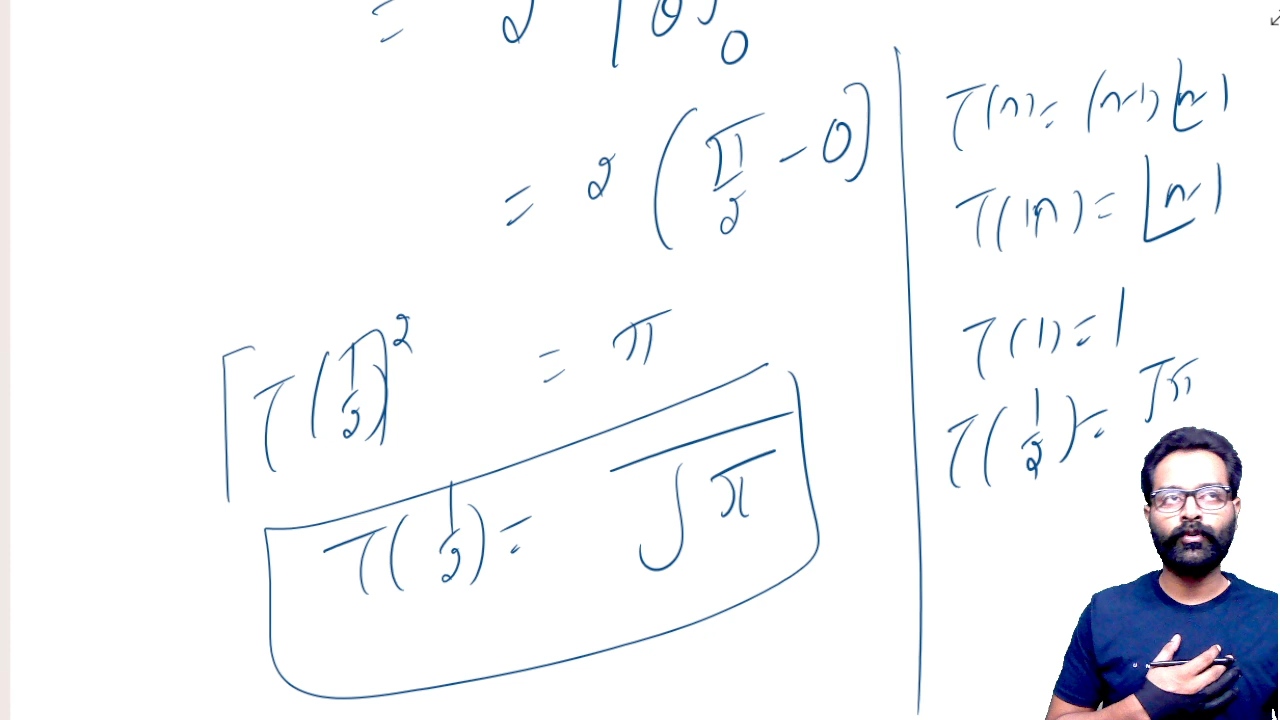 = 2 [θ]₀
= 2 (π/2 - 0)
[Γ(1/2)]² = π
Γ(1/2) = √π
Γ(n) = (n-1) ⌊n-1
Γ(n) = ⌊n-1
Γ(1) = 1
Γ(1/2) = √π